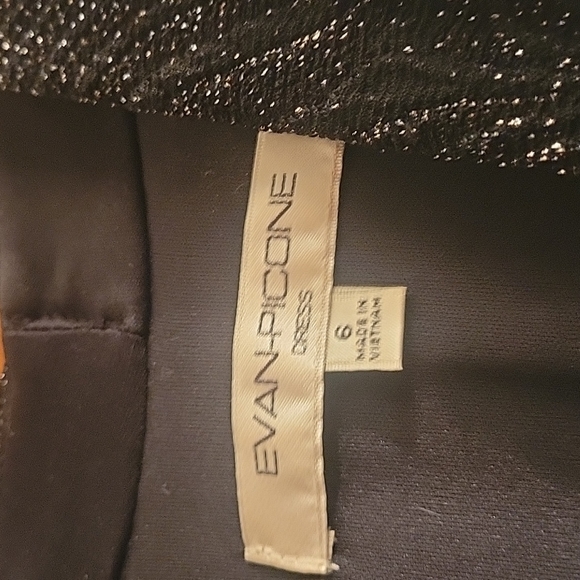 EVAN-PICONE
DRESS
6
MADE IN
VIETNAM